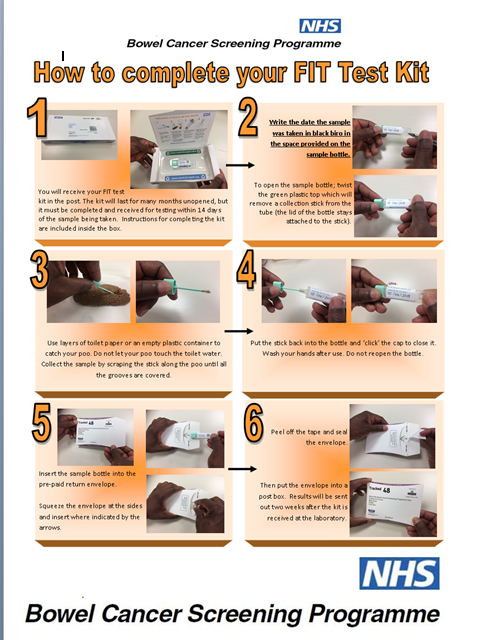 NHS
Bowel Cancer Screening Programme
How to complete your FIT Test Kit
1
You will receive your FIT test
kit in the post. The kit will last for many months unopened, but
it must be completed and received for testing within 14 days
of the sample being taken.  Instructions for completing the kit
are included inside the box.
2
Write the date the sample
was taken in black biro in
the space provided on the
sample bottle.
To open the sample bottle; twist
the green plastic top which will
remove a collection stick from the
tube (the lid of the bottle stays
attached to the stick).
3
Use layers of toilet paper or an empty plastic container to
catch your poo. Do not let your poo touch the toilet water.
Collect the sample by scraping the stick along the poo until all
the grooves are covered.
4
Put the stick back into the bottle and 'click' the cap to close it.
Wash your hands after use. Do not reopen the bottle.
5
Tracked 48
Insert the sample bottle into the
pre-paid return envelope.
Squeeze the envelope at the sides
and insert where indicated by the
arrows.
6
Peel off the tape and seal
the envelope.
Then put the envelope into a
post box.  Results will be sent
out two weeks after the kit is
received at the laboratory.
Tracked 48
NHS
Bowel Cancer Screening Programme